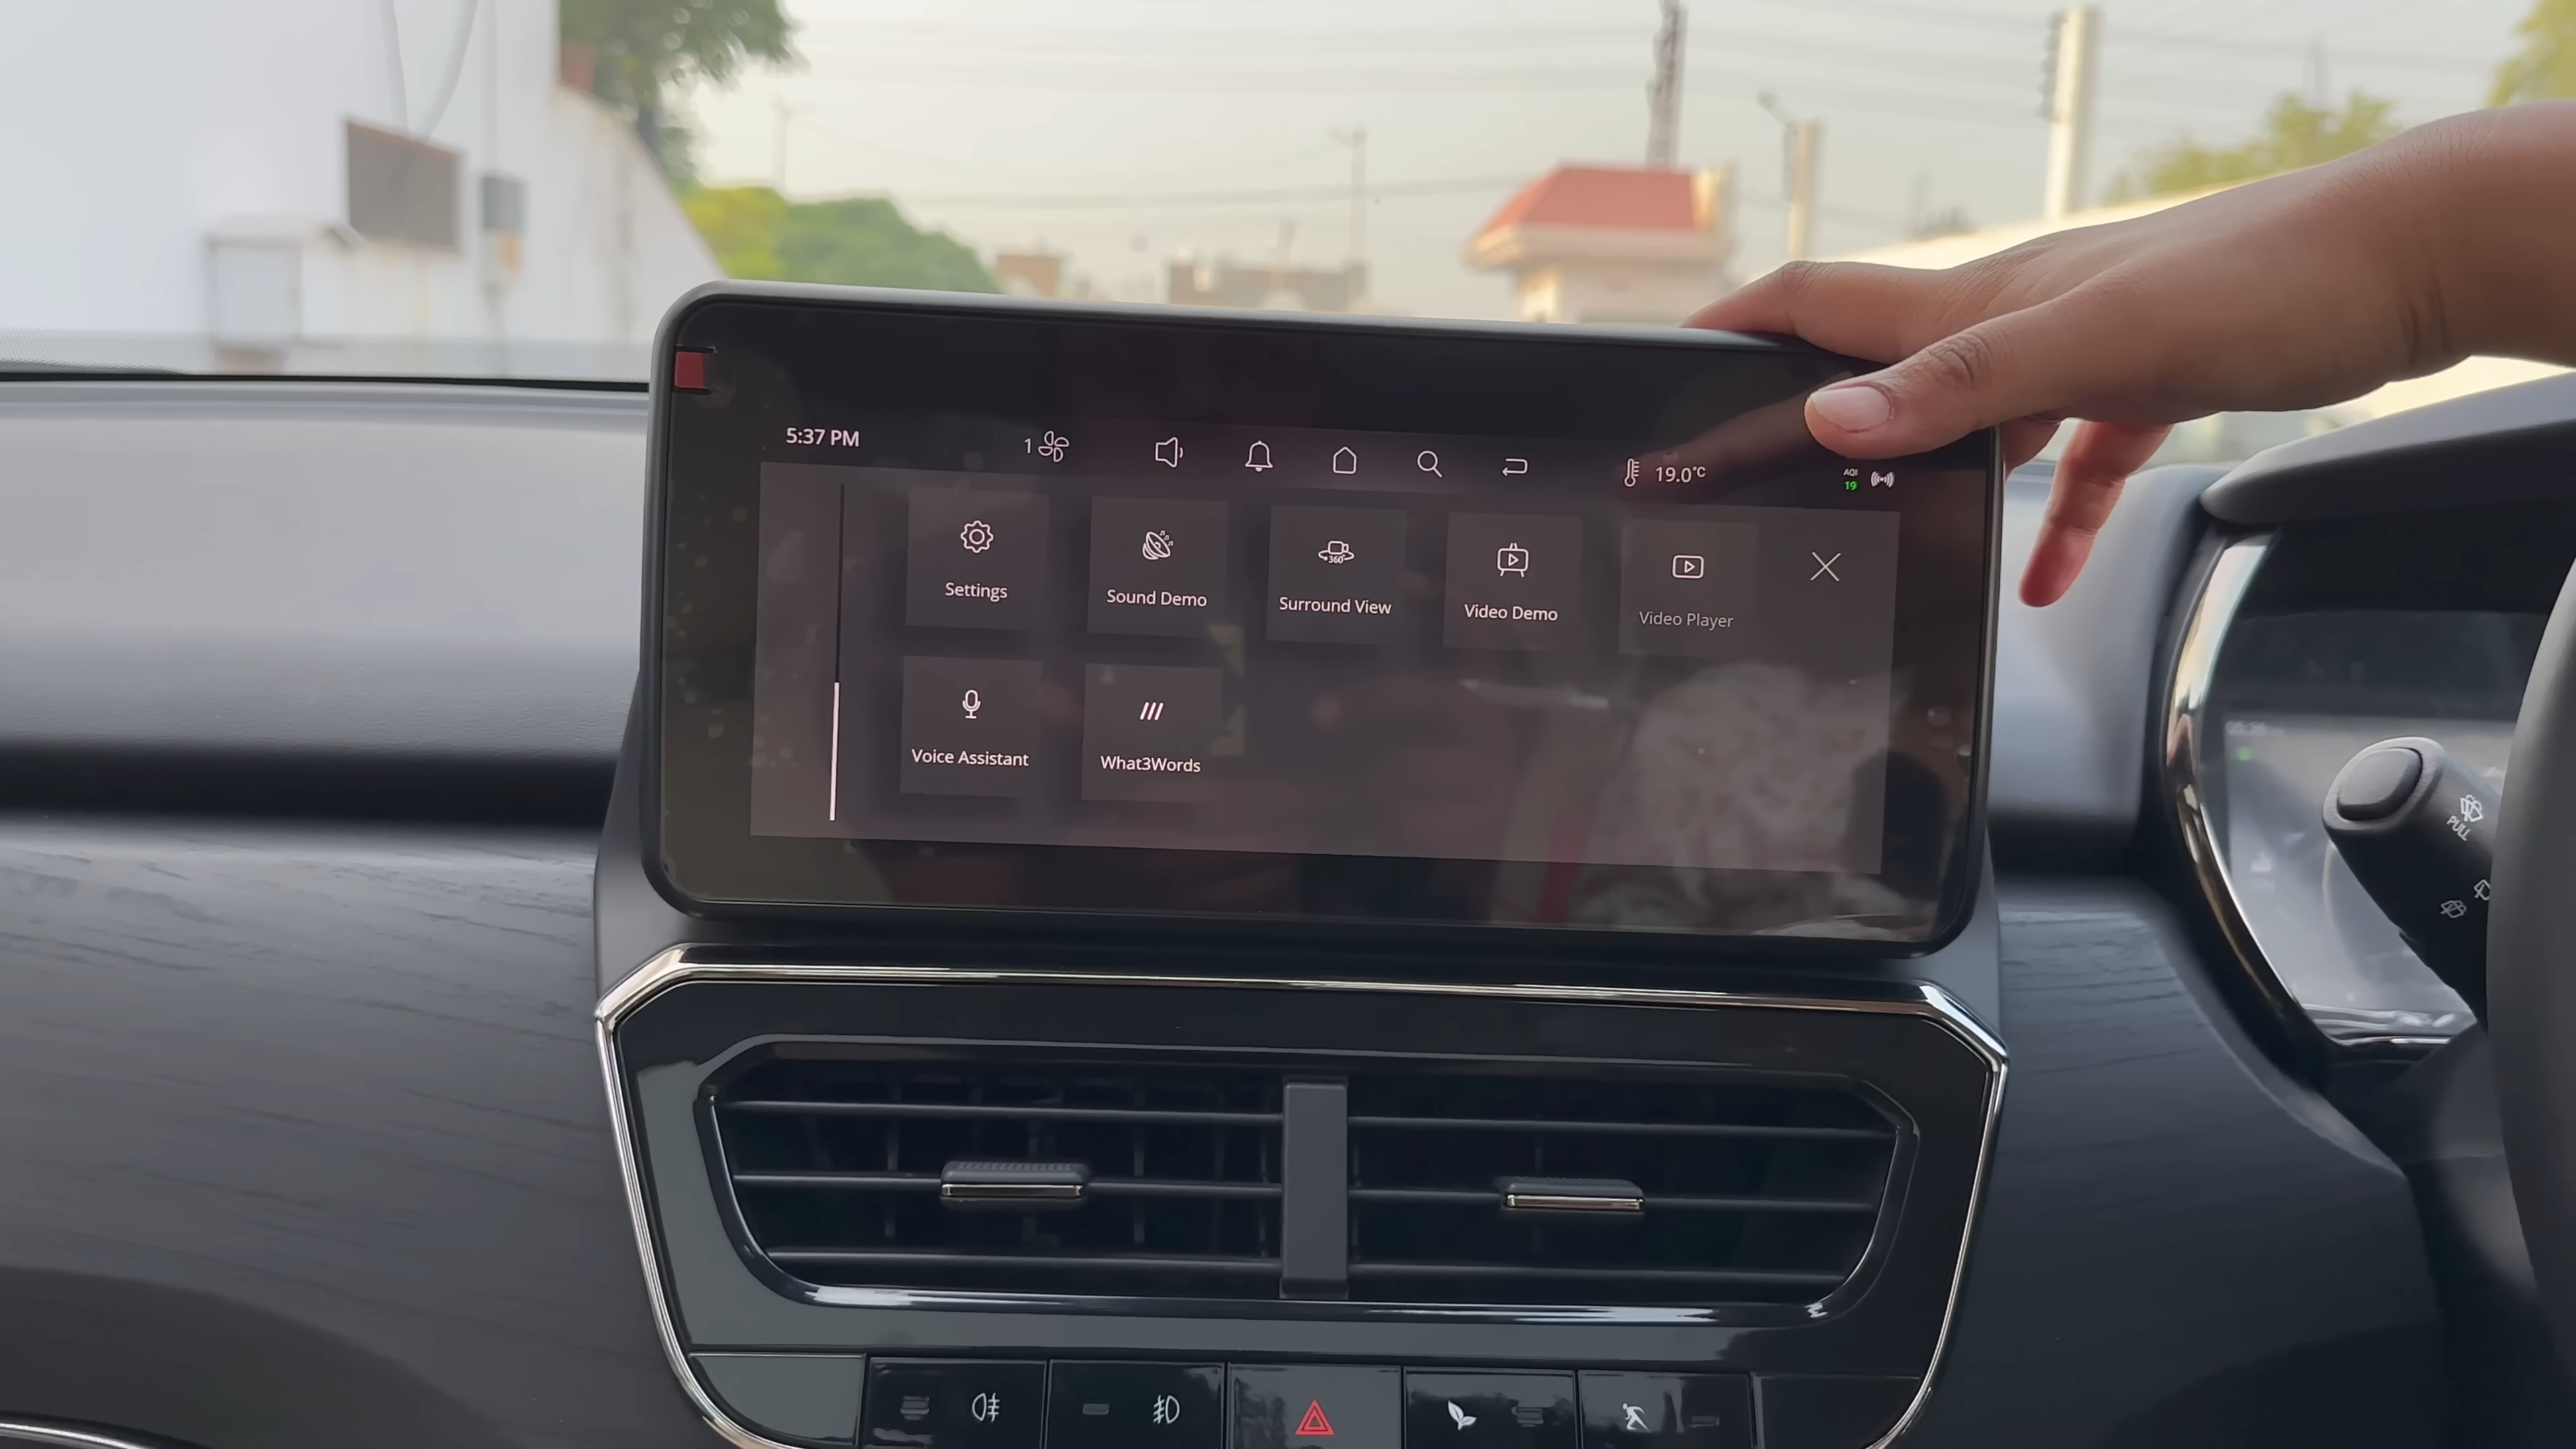 5:37 PM
1
19.0°C
AQI
19
Settings
Sound Demo
360°
Surround View
Video Demo
Video Player
Voice Assistant
What3Words
PULL